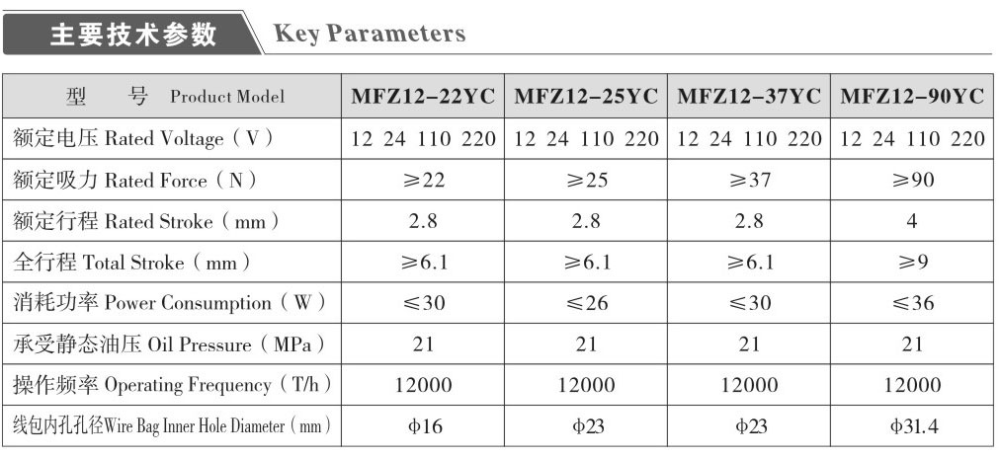 主要技术参数 Key Parameters
型 号 Product Model MFZ12-22YC MFZ12-25YC MFZ12-37YC MFZ12-90YC
额定电压 Rated Voltage（V） 12 24 110 220 12 24 110 220 12 24 110 220 12 24 110 220
额定吸力 Rated Force（N） ≥22 ≥25 ≥37 ≥90
额定行程 Rated Stroke（mm） 2.8 2.8 2.8 4
全行程 Total Stroke（mm） ≥6.1 ≥6.1 ≥6.1 ≥9
消耗功率 Power Consumption（W） ≤30 ≤26 ≤30 ≤36
承受静态油压 Oil Pressure（MPa） 21 21 21 21
操作频率 Operating Frequency（T/h） 12000 12000 12000 12000
线包内孔孔径Wire Bag Inner Hole Diameter（mm） ф16 ф23 ф23 ф31.4